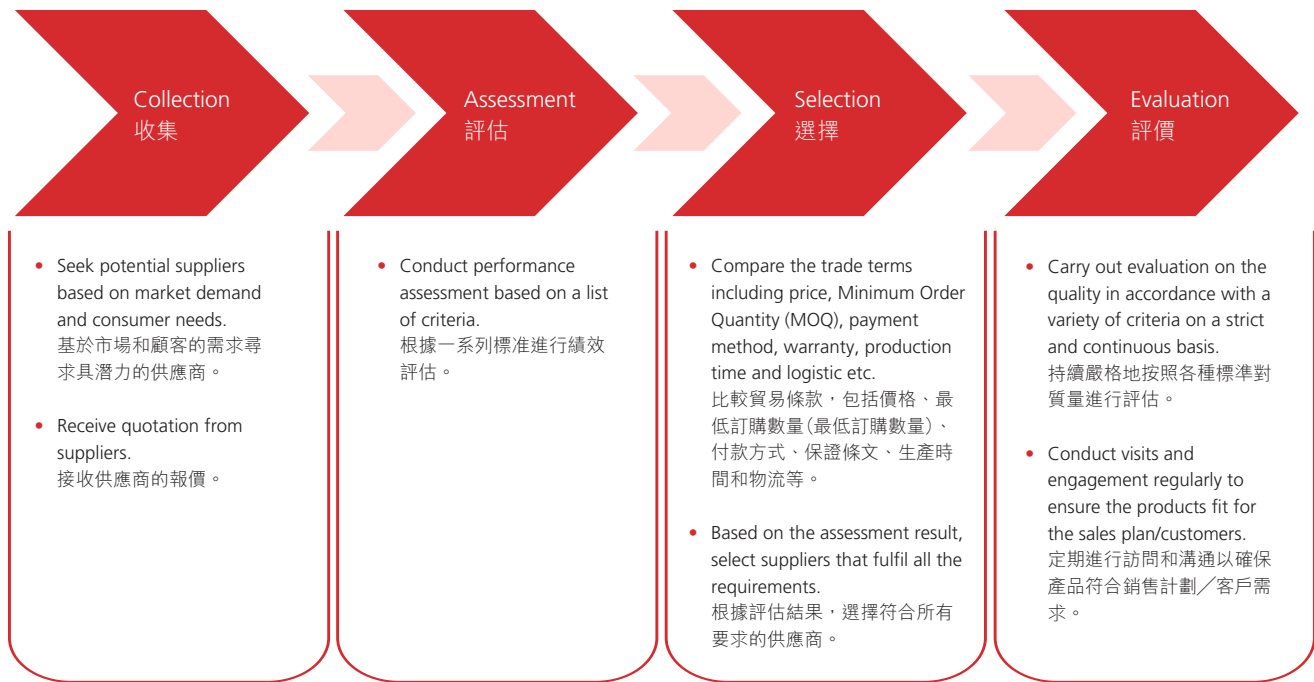 Collection
收集
Assessment
評估
Selection
選擇
Evaluation
評價
• Seek potential suppliers
based on market demand
and consumer needs.
基於市場和顧客的需求尋
求具潛力的供應商。
• Receive quotation from
suppliers.
接收供應商的報價。
• Conduct performance
assessment based on a list
of criteria.
根據一系列標准進行績效
評估。
• Compare the trade terms
including price, Minimum Order
Quantity (MOQ), payment
method, warranty, production
time and logistic etc.
比較貿易條款，包括價格、最
低訂購數量(最低訂購數量)、
付款方式、保證條文、生產時
間和物流等。
• Based on the assessment result,
select suppliers that fulfil all the
requirements.
根據評估結果，選擇符合所有
要求的供應商。
• Carry out evaluation on the
quality in accordance with a
variety of criteria on a strict
and continuous basis.
持續嚴格地按照各種標準對
質量進行評估。
• Conduct visits and
engagement regularly to
ensure the products fit for
the sales plan/customers.
定期進行訪問和溝通以確保
產品符合銷售計劃／客戶需
求。